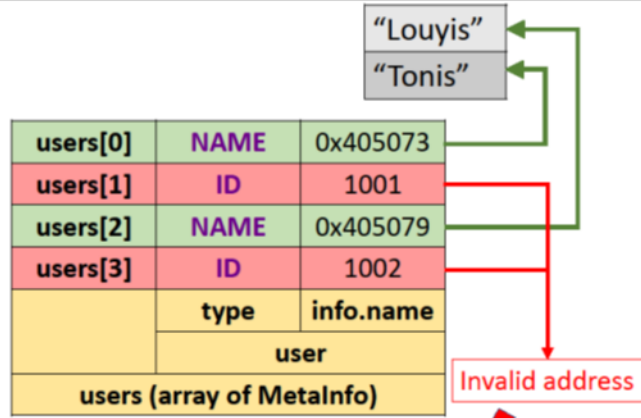 “Louyis”
“Tonis”
users[0] NAME 0x405073
users[1] ID 1001
users[2] NAME 0x405079
users[3] ID 1002
type info.name
user
users (array of MetaInfo)
Invalid address